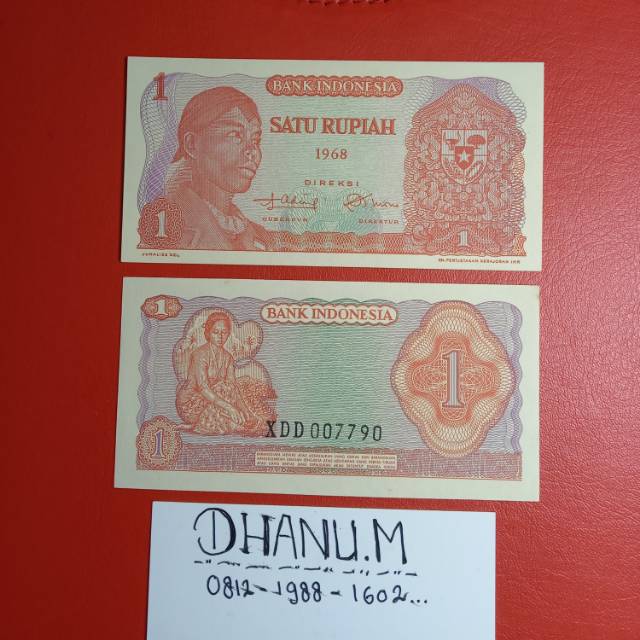 1
BANK INDONESIA
SATU RUPIAH
1968
DIREKSI
GUBERNUR DIREKTUR
1
1
1
BANK INDONESIA
1
1
XDD 007790
DHANU.M
0812-1988-1602...